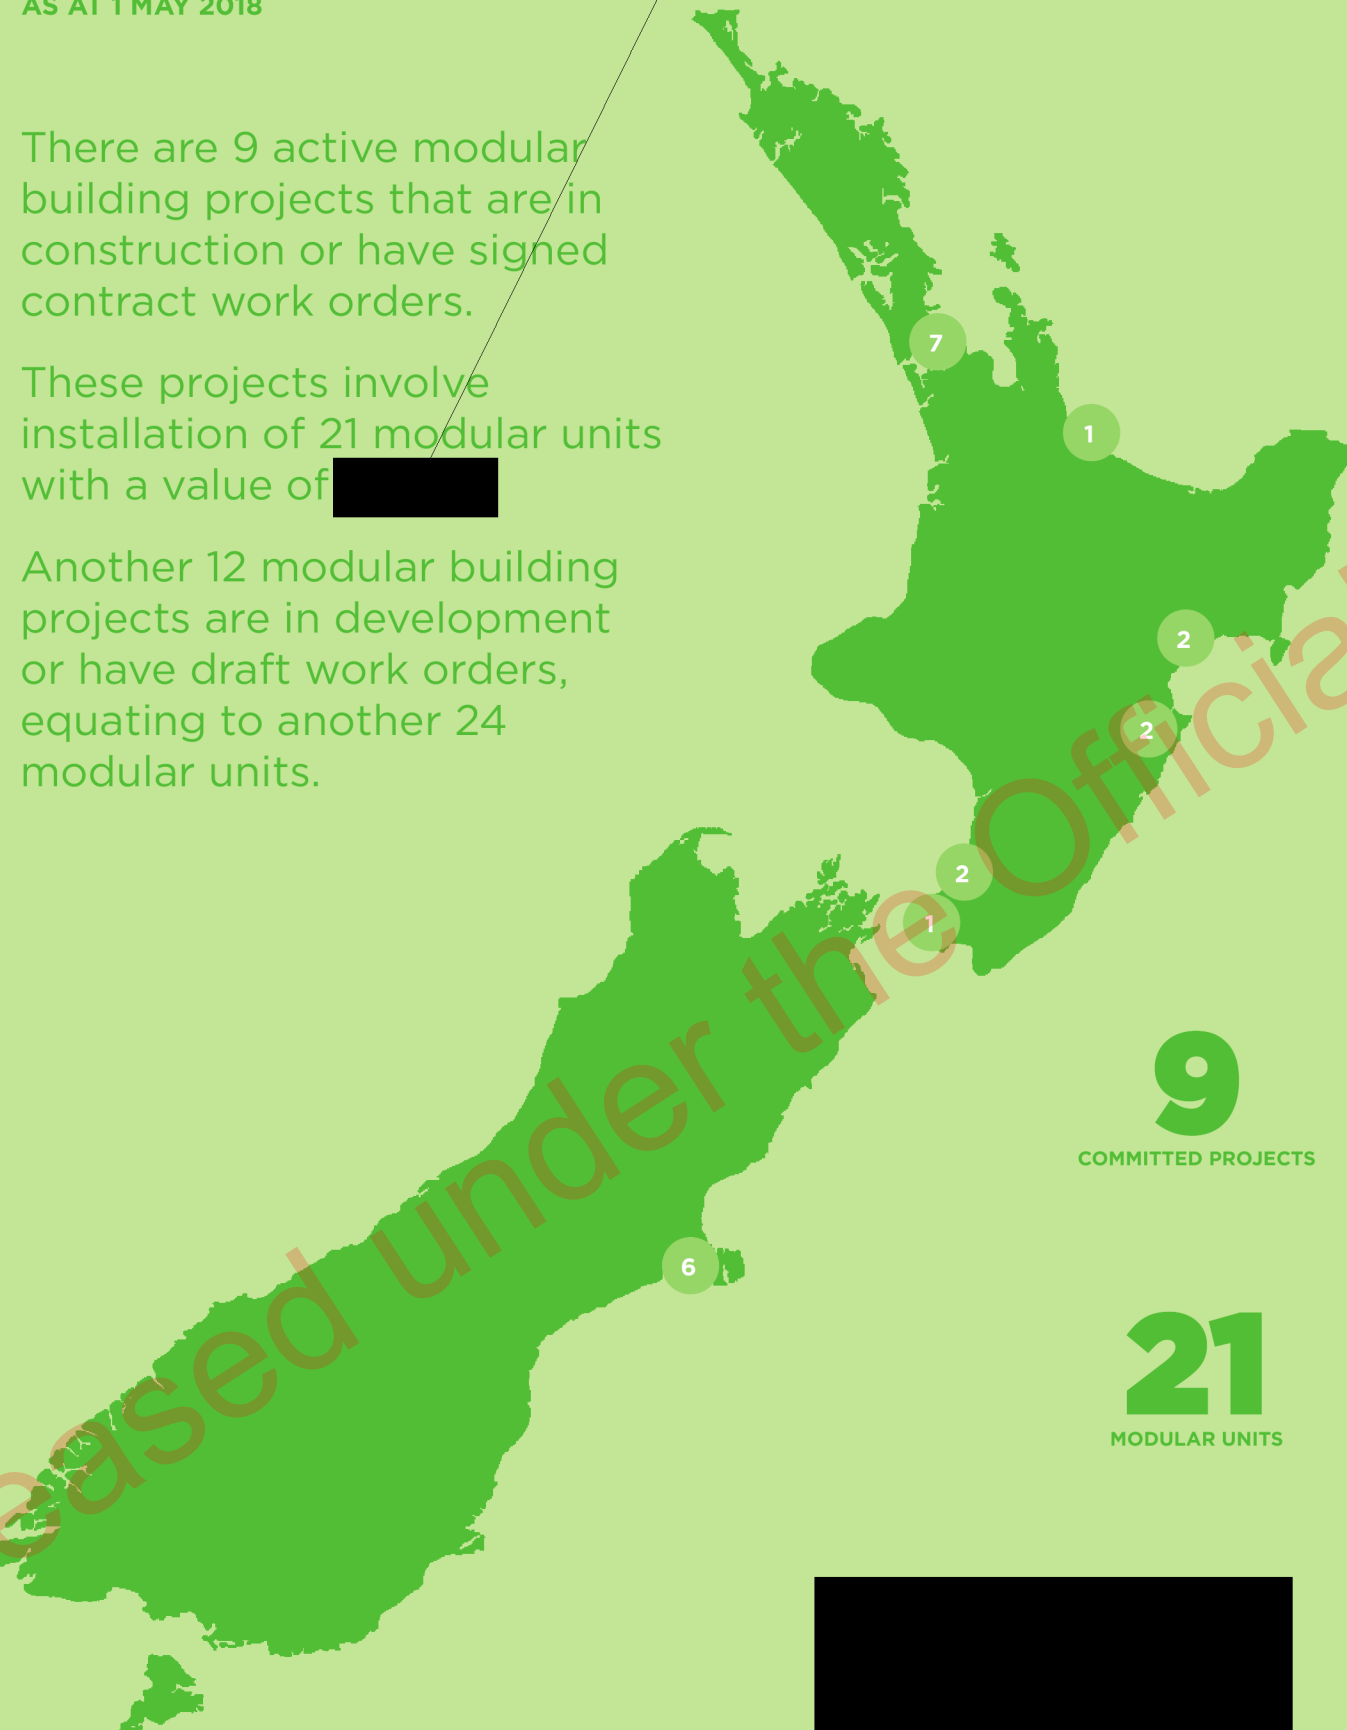 AS AT 1 MAY 2018
There are 9 active modular
building projects that are in
construction or have signed
contract work orders.
These projects involve
installation of 21 modular units
with a value of
Another 12 modular building
projects are in development
or have draft work orders,
equating to another 24
modular units.
7
1
2
2
2
1
6
9
COMMITTED PROJECTS
21
MODULAR UNITS
eased under the Officia